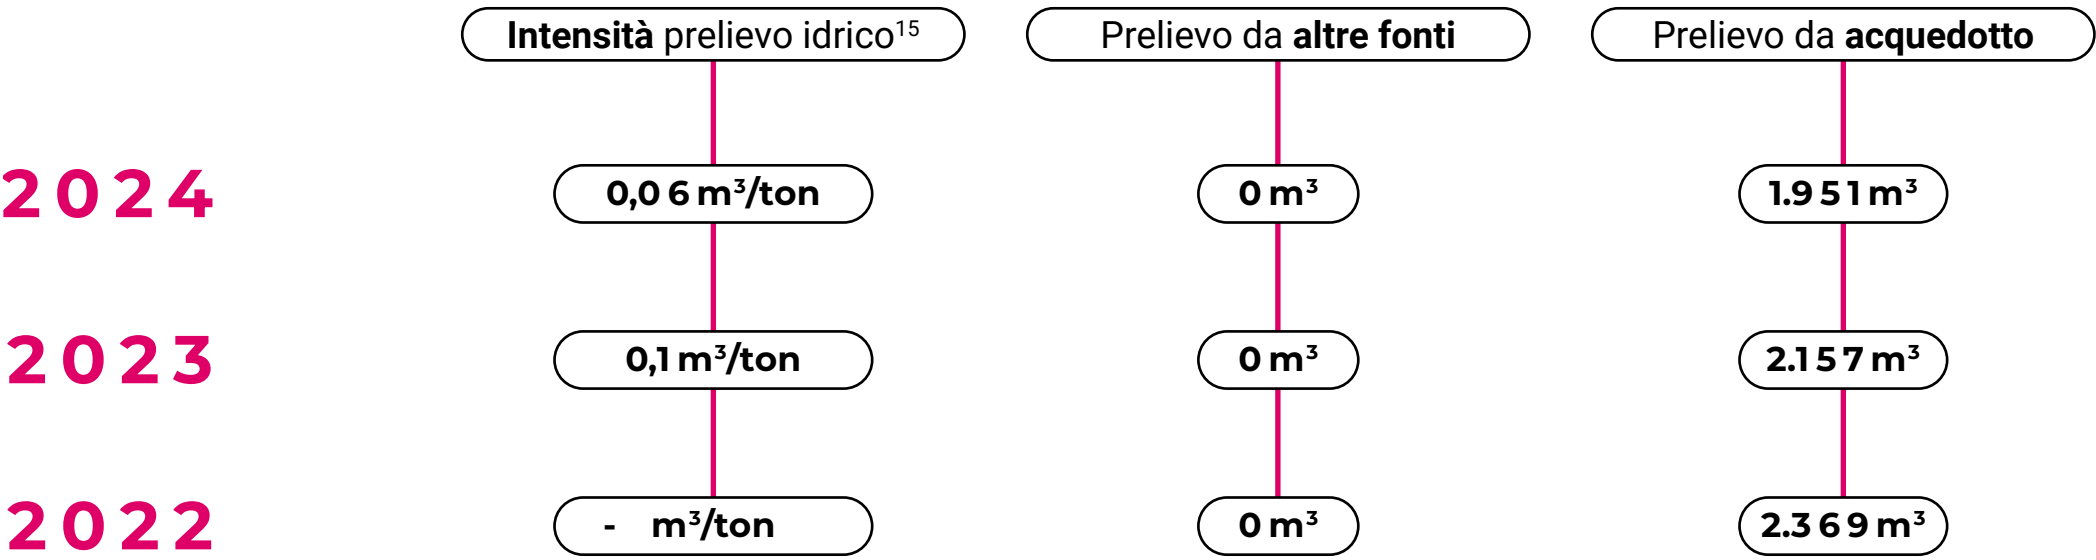 Intensità prelievo idrico¹⁵ Prelievo da altre fonti Prelievo da acquedotto
2024 0,06 m³/ton 0 m³ 1.951 m³
2023 0,1 m³/ton 0 m³ 2.157 m³
2022 - m³/ton 0 m³ 2.369 m³